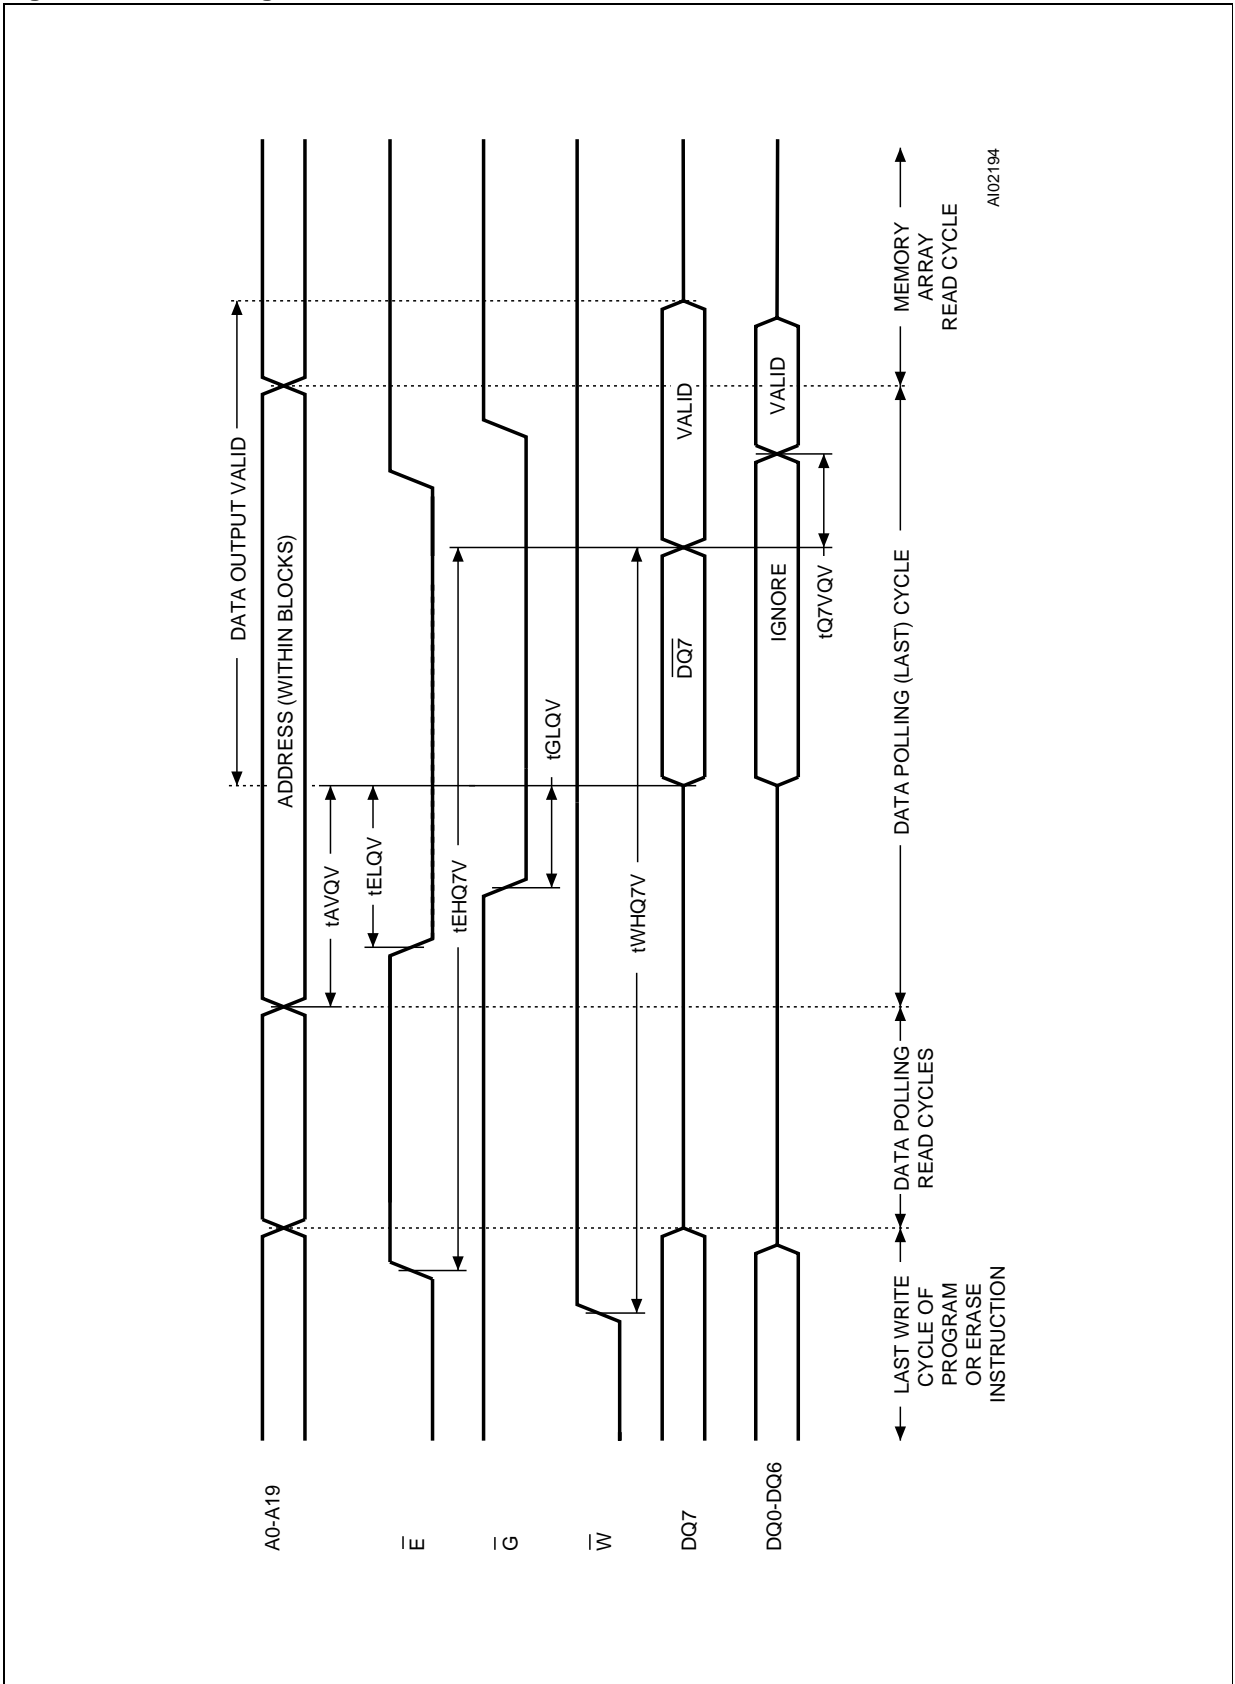 A0-A19
E
G
W
DQ7
DQ0-DQ6
DATA OUTPUT VALID
ADDRESS (WITHIN BLOCKS)
tAVQV
tELQV
tEHQ7V
tGLQV
tWHQ7V
DQ7
VALID
IGNORE
VALID
tQ7VQV
LAST WRITE
CYCLE OF
PROGRAM
OR ERASE
INSTRUCTION
DATA POLLING
READ CYCLES
DATA POLLING (LAST) CYCLE
MEMORY
ARRAY
READ CYCLE
AI02194